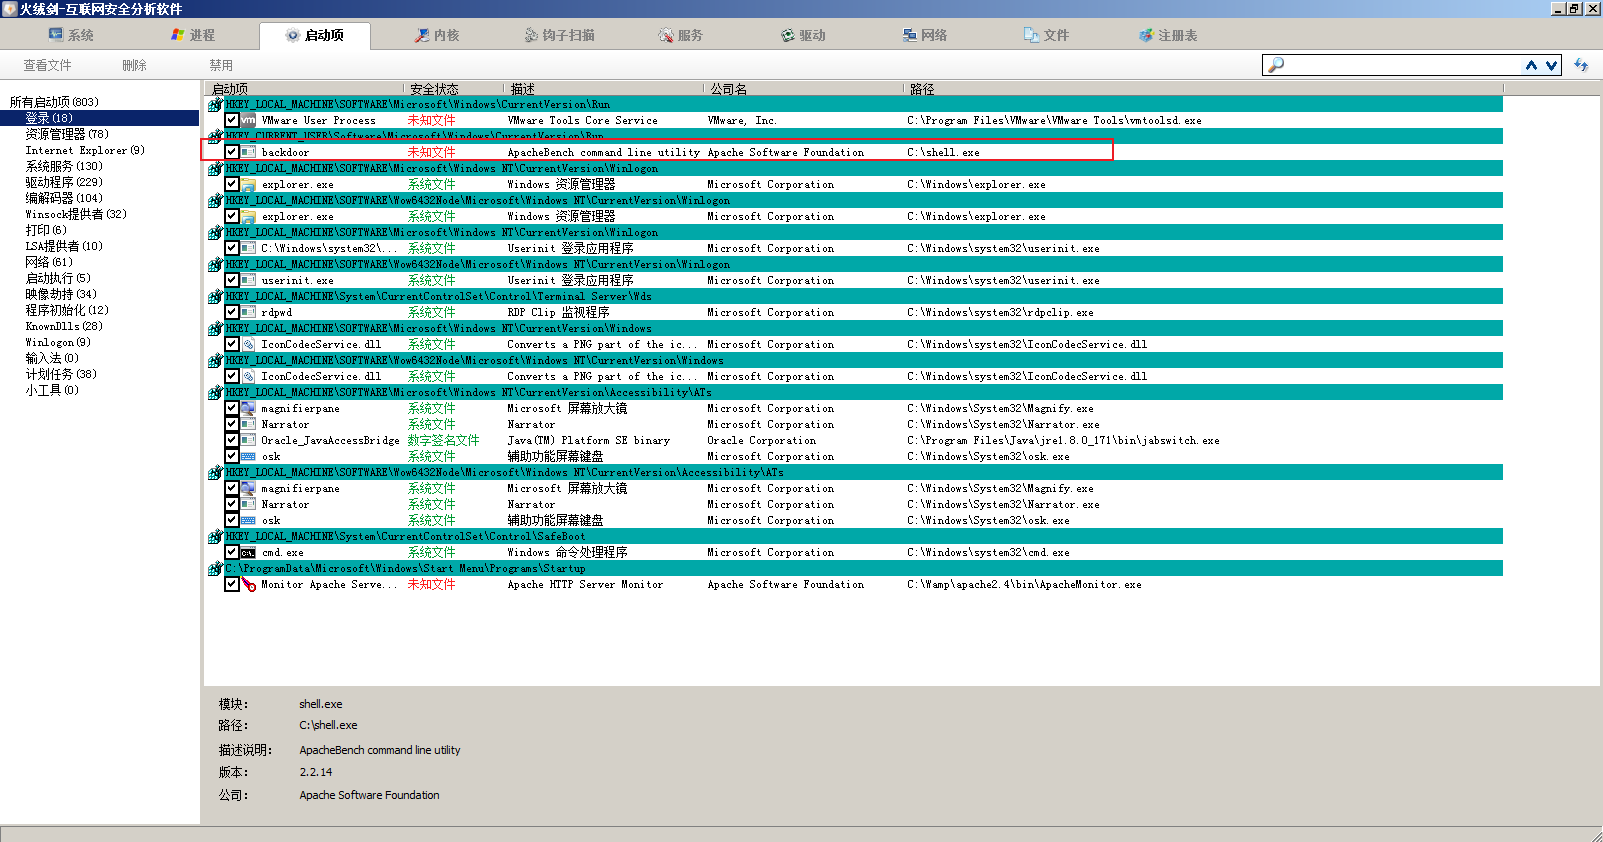 火绒剑-互联网安全分析软件
系统 进程 启动项 内核 钩子扫描 服务 驱动 网络 文件 注册表
查看文件 删除 禁用
所有启动项(803)
登录(18)
资源管理器(78)
Internet Explorer(9)
系统服务(130)
驱动程序(229)
编解码器(104)
Winsock提供者(32)
打印(6)
LSA提供者(10)
网络(61)
启动执行(5)
映像劫持(34)
程序初始化(12)
KnownDlls(28)
Winlogon(9)
输入法(0)
计划任务(38)
小工具(0)
启动项 安全状态 描述 公司名 路径
HKEY_LOCAL_MACHINE\SOFTWARE\Microsoft\Windows\CurrentVersion\Run
VMware User Process 未知文件 VMware Tools Core Service VMware, Inc. C:\Program Files\VMware\VMware Tools\vmtoolsd.exe
HKEY_CURRENT_USER\Software\Microsoft\Windows\CurrentVersion\Run
backdoor 未知文件 ApacheBench command line utility Apache Software Foundation C:\shell.exe
HKEY_LOCAL_MACHINE\SOFTWARE\Microsoft\Windows NT\CurrentVersion\Winlogon
explorer.exe 系统文件 Windows 资源管理器 Microsoft Corporation C:\Windows\explorer.exe
HKEY_LOCAL_MACHINE\SOFTWARE\Wow6432Node\Microsoft\Windows NT\CurrentVersion\Winlogon
explorer.exe 系统文件 Windows 资源管理器 Microsoft Corporation C:\Windows\explorer.exe
HKEY_LOCAL_MACHINE\SOFTWARE\Microsoft\Windows NT\CurrentVersion\Winlogon
C:\Windows\system32\... 系统文件 Userinit 登录应用程序 Microsoft Corporation C:\Windows\system32\userinit.exe
HKEY_LOCAL_MACHINE\SOFTWARE\Wow6432Node\Microsoft\Windows NT\CurrentVersion\Winlogon
userinit.exe 系统文件 Userinit 登录应用程序 Microsoft Corporation C:\Windows\system32\userinit.exe
HKEY_LOCAL_MACHINE\System\CurrentControlSet\Control\Terminal Server\Wds
rdpwd 系统文件 RDP Clip 监视程序 Microsoft Corporation C:\Windows\system32\rdpclip.exe
HKEY_LOCAL_MACHINE\SOFTWARE\Microsoft\Windows NT\CurrentVersion\Windows
IconCodecService.dll 系统文件 Converts a PNG part of the ic... Microsoft Corporation C:\Windows\system32\IconCodecService.dll
HKEY_LOCAL_MACHINE\SOFTWARE\Wow6432Node\Microsoft\Windows NT\CurrentVersion\Windows
IconCodecService.dll 系统文件 Converts a PNG part of the ic... Microsoft Corporation C:\Windows\system32\IconCodecService.dll
HKEY_LOCAL_MACHINE\SOFTWARE\Microsoft\Windows NT\CurrentVersion\Accessibility\ATs
magnifierpane 系统文件 Microsoft 屏幕放大镜 Microsoft Corporation C:\Windows\System32\Magnify.exe
Narrator 系统文件 Narrator Microsoft Corporation C:\Windows\System32\Narrator.exe
Oracle_JavaAccessBridge 数字签名文件 Java(TM) Platform SE binary Oracle Corporation C:\Program Files\Java\jre1.8.0_171\bin\jabswitch.exe
osk 系统文件 辅助功能屏幕键盘 Microsoft Corporation C:\Windows\System32\osk.exe
HKEY_LOCAL_MACHINE\SOFTWARE\Wow6432Node\Microsoft\Windows NT\CurrentVersion\Accessibility\ATs
magnifierpane 系统文件 Microsoft 屏幕放大镜 Microsoft Corporation C:\Windows\System32\Magnify.exe
Narrator 系统文件 Narrator Microsoft Corporation C:\Windows\System32\Narrator.exe
osk 系统文件 辅助功能屏幕键盘 Microsoft Corporation C:\Windows\System32\osk.exe
HKEY_LOCAL_MACHINE\System\CurrentControlSet\Control\SafeBoot
cmd.exe 系统文件 Windows 命令处理程序 Microsoft Corporation C:\Windows\system32\cmd.exe
C:\ProgramData\Microsoft\Windows\Start Menu\Programs\Startup
Monitor Apache Serve... 未知文件 Apache HTTP Server Monitor Apache Software Foundation C:\Wamp\apache2.4\bin\ApacheMonitor.exe
模块： shell.exe
路径： C:\shell.exe
描述说明： ApacheBench command line utility
版本： 2.2.14
公司： Apache Software Foundation